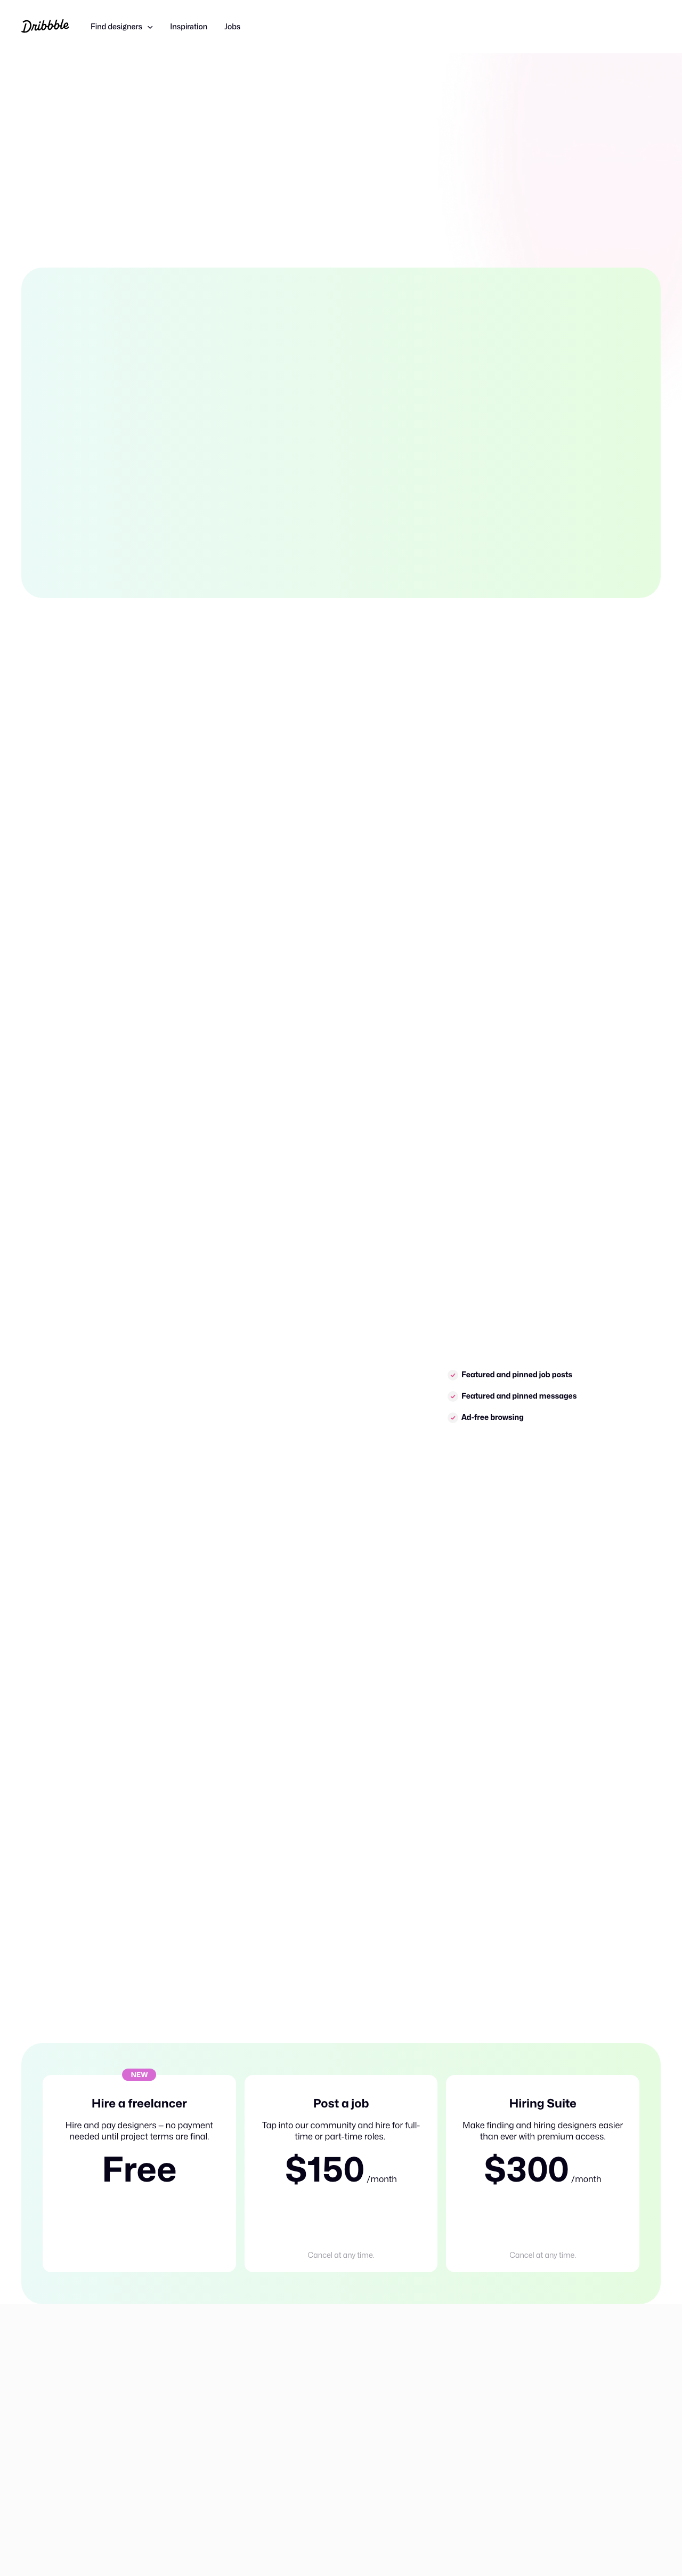 Dribbble
Find designers
Inspiration
Jobs
Featured and pinned job posts
Featured and pinned messages
Ad-free browsing
NEW
Hire a freelancer
Hire and pay designers – no payment
needed until project terms are final.
Free
Post a job
Tap into our community and hire for full-
time or part-time roles.
$150 /month
Cancel at any time.
Hiring Suite
Make finding and hiring designers easier
than ever with premium access.
$300 /month
Cancel at any time.